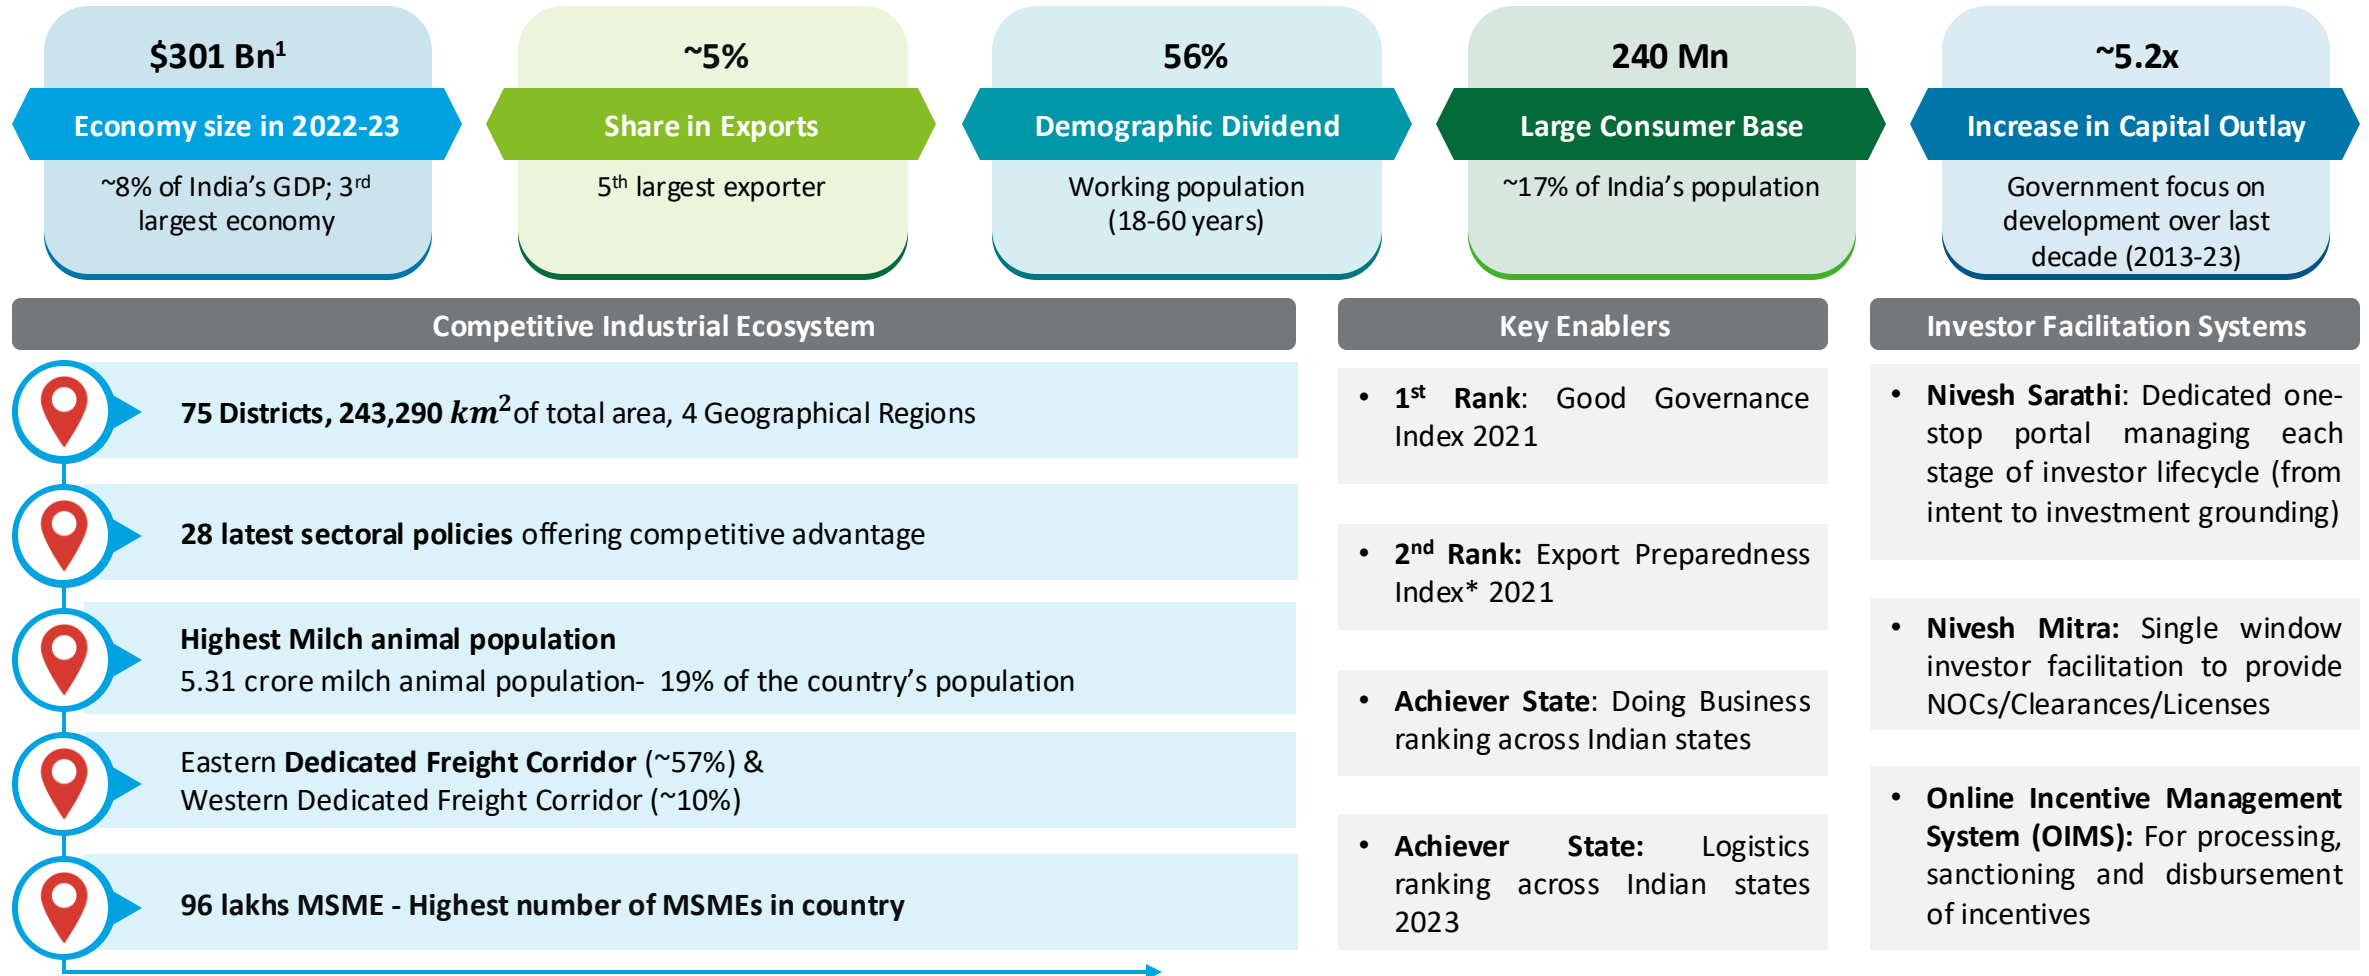 $301 Bn¹
Economy size in 2022-23
~8% of India’s GDP; 3rd
largest economy
~5%
Share in Exports
5th largest exporter
56%
Demographic Dividend
Working population
(18-60 years)
240 Mn
Large Consumer Base
~17% of India’s population
~5.2x
Increase in Capital Outlay
Government focus on
development over last
decade (2013-23)
Competitive Industrial Ecosystem
75 Districts, 243,290 km² of total area, 4 Geographical Regions
28 latest sectoral policies offering competitive advantage
Highest Milch animal population
5.31 crore milch animal population- 19% of the country’s population
Eastern Dedicated Freight Corridor (~57%) &
Western Dedicated Freight Corridor (~10%)
96 lakhs MSME - Highest number of MSMEs in country
Key Enablers
• 1st Rank: Good Governance
Index 2021
• 2nd Rank: Export Preparedness
Index* 2021
• Achiever State: Doing Business
ranking across Indian states
• Achiever State: Logistics
ranking across Indian states
2023
Investor Facilitation Systems
• Nivesh Sarathi: Dedicated one-
stop portal managing each
stage of investor lifecycle (from
intent to investment grounding)
• Nivesh Mitra: Single window
investor facilitation to provide
NOCs/Clearances/Licenses
• Online Incentive Management
System (OIMS): For processing,
sanctioning and disbursement
of incentives